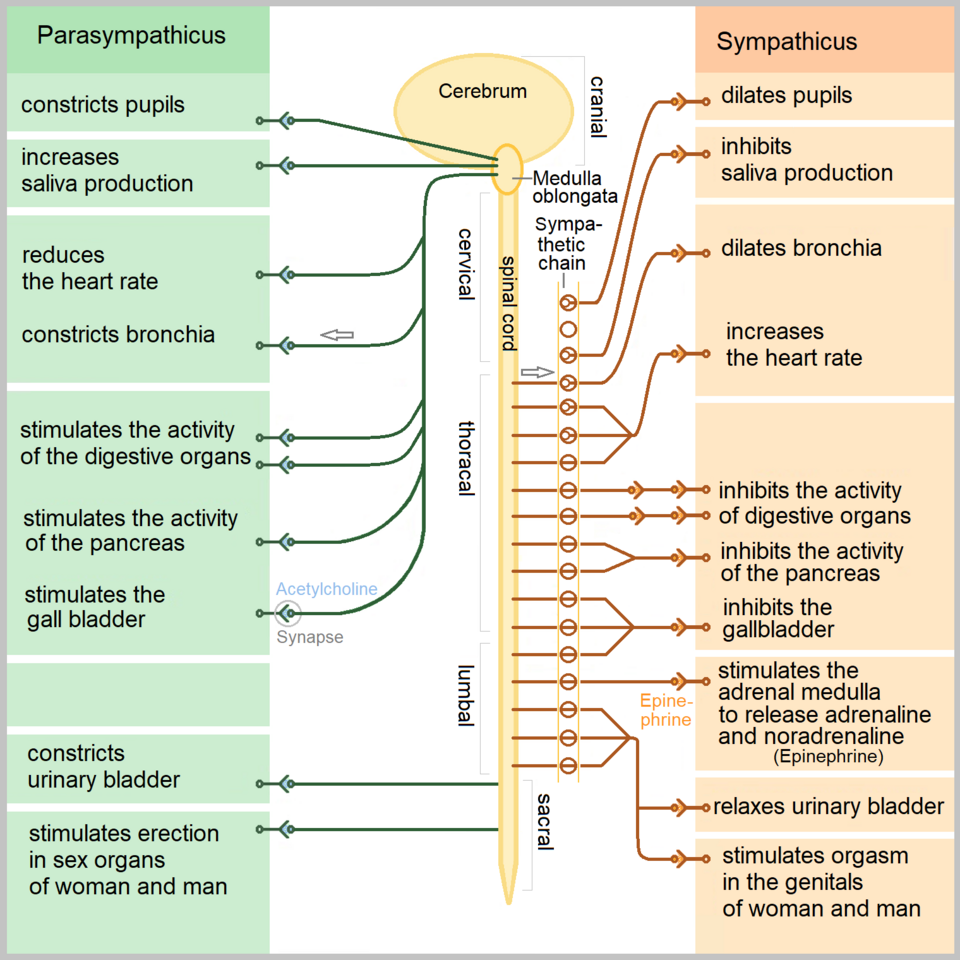 Parasympathicus
constricts pupils
increases
saliva production
reduces
the heart rate
constricts bronchia
stimulates the activity
of the digestive organs
stimulates the activity
of the pancreas
stimulates the
gall bladder
constricts
urinary bladder
stimulates erection
in sex organs
of woman and man
Acetylcholine
Synapse
Cerebrum
cranial
Medulla
oblongata
Sympa-
thetic
chain
cervical
spinal cord
thoracal
lumbal
sacral
Epine-
phrine
Sympathicus
dilates pupils
inhibits
saliva production
dilates bronchia
increases
the heart rate
inhibits the activity
of digestive organs
inhibits the activity
of the pancreas
inhibits the
gallbladder
stimulates the
adrenal medulla
to release adrenaline
and noradrenaline
(Epinephrine)
relaxes urinary bladder
stimulates orgasm
in the genitals
of woman and man